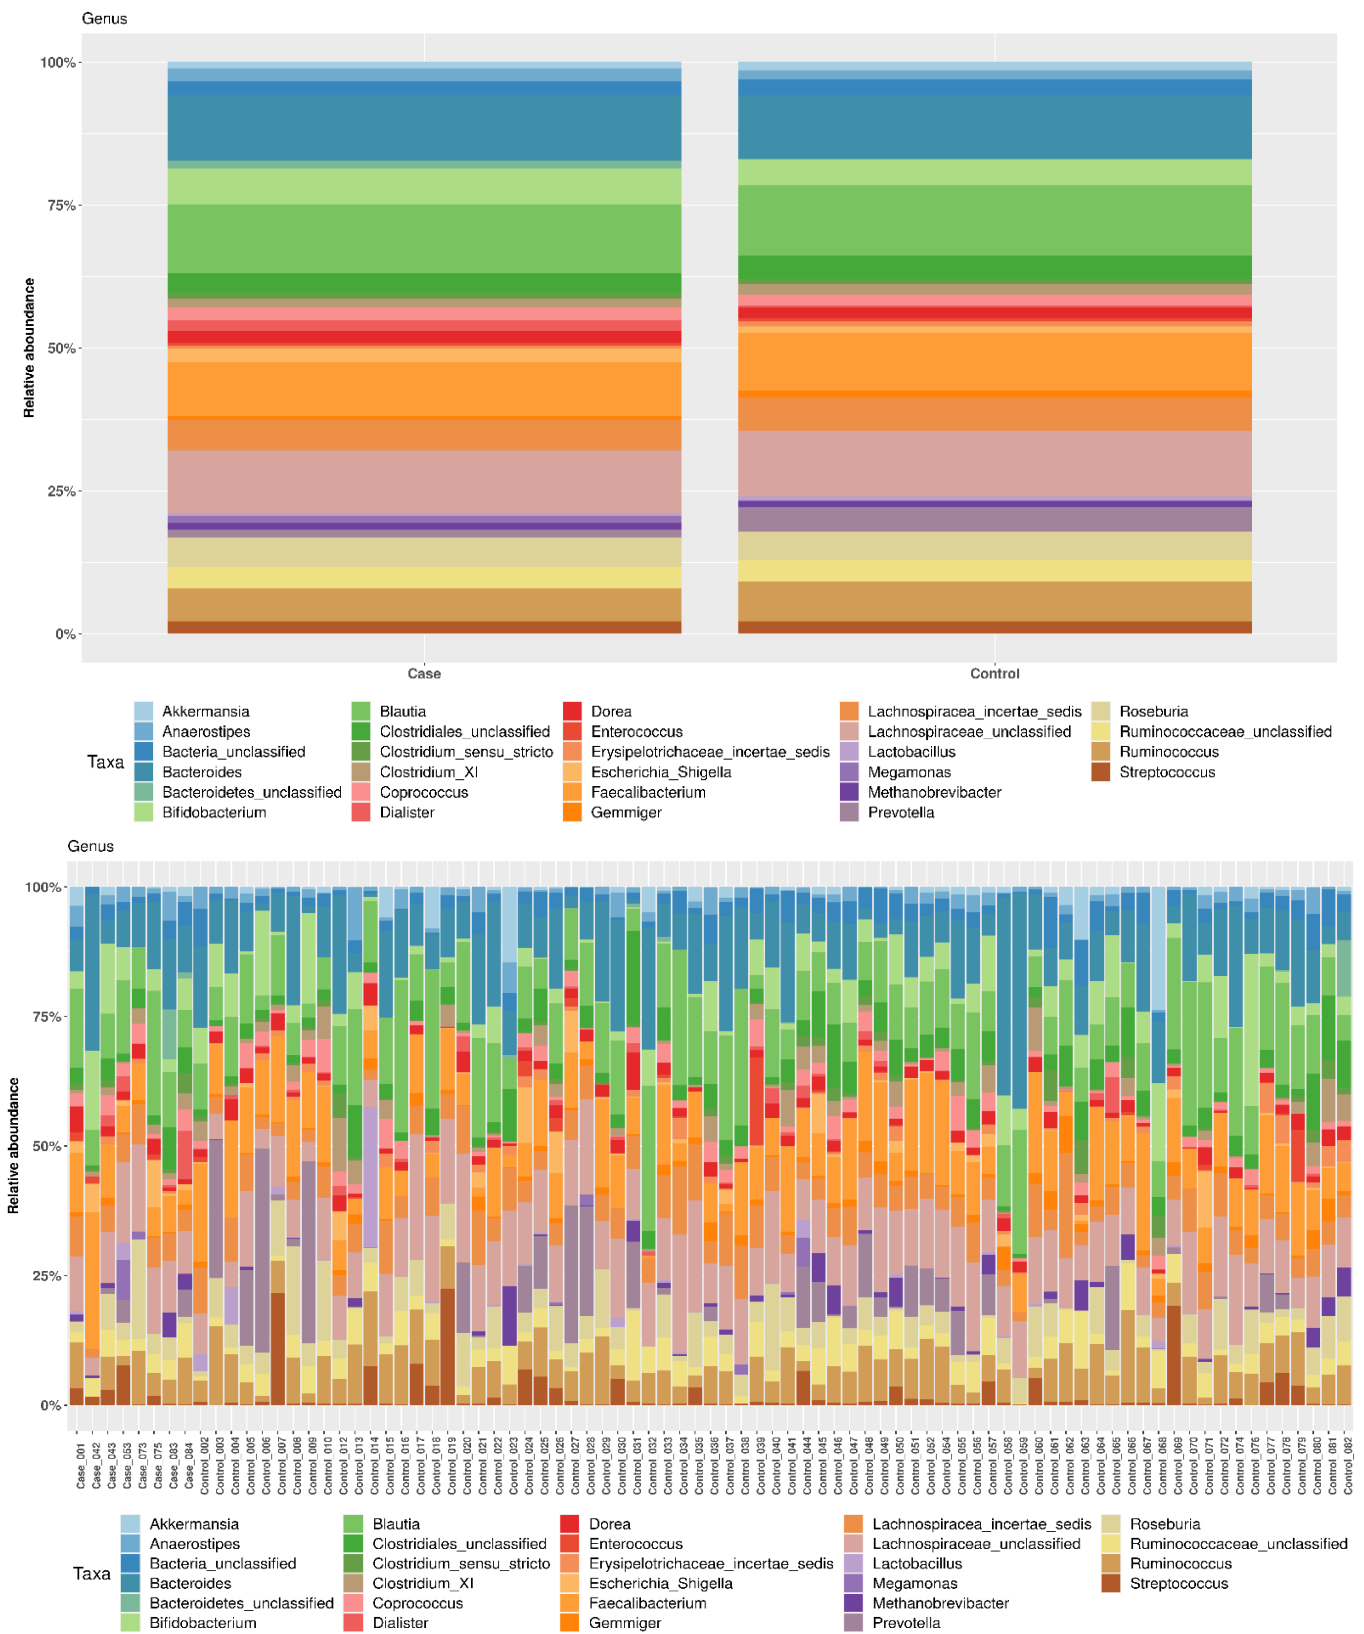 Genus
100%
75%
50%
25%
0%
Relative aboundance
Case Control
Taxa
Akkermansia Blautia Dorea Lachnospiracea_incertae_sedis Roseburia
Anaerostipes Clostridiales_unclassified Enterococcus Lachnospiraceae_unclassified Ruminoccaceae_unclassified
Bacteria_unclassified Clostridium_sensu_stricto Erysipelotrichaceae_incertae_sedis Lactobacillus Ruminococcus
Bacteroides Clostridium_XI Escherichia_Shigella Megamonas Streptococcus
Bacteroidetes_unclassified Coprococcus Faecalibacterium Methanobrevibacter
Bifidobacterium Dialister Gemmiger Prevotella
Genus
100%
75%
50%
25%
0%
Relative aboundance
Case_001 Case_042 Case_043 Case_053 Case_073 Case_075 Case_083 Case_084 Control_002 Control_003 Control_004 Control_005 Control_006 Control_007 Control_008 Control_009 Control_010 Control_012 Control_013 Control_014 Control_015 Control_016 Control_017 Control_018 Control_019 Control_020 Control_021 Control_022 Control_023 Control_024 Control_025 Control_026 Control_027 Control_028 Control_029 Control_030 Control_031 Control_032 Control_033 Control_034 Control_035 Control_036 Control_037 Control_038 Control_039 Control_040 Control_041 Control_044 Control_045 Control_046 Control_047 Control_048 Control_049 Control_050 Control_051 Control_052 Control_054 Control_055 Control_056 Control_057 Control_058 Control_059 Control_060 Control_061 Control_062 Control_063 Control_064 Control_065 Control_066 Control_067 Control_068 Control_069 Control_070 Control_071 Control_072 Control_074 Control_076 Control_077 Control_078 Control_079 Control_080 Control_081 Control_082
Taxa
Akkermansia Blautia Dorea Lachnospiracea_incertae_sedis Roseburia
Anaerostipes Clostridiales_unclassified Enterococcus Lachnospiraceae_unclassified Ruminococcaceae_unclassified
Bacteria_unclassified Clostridium_sensu_stricto Erysipelotrichaceae_incertae_sedis Lactobacillus Ruminococcus
Bacteroides Clostridium_XI Escherichia_Shigella Megamonas Streptococcus
Bacteroidetes_unclassified Coprococcus Faecalibacterium Methanobrevibacter
Bifidobacterium Dialister Gemmiger Prevotella